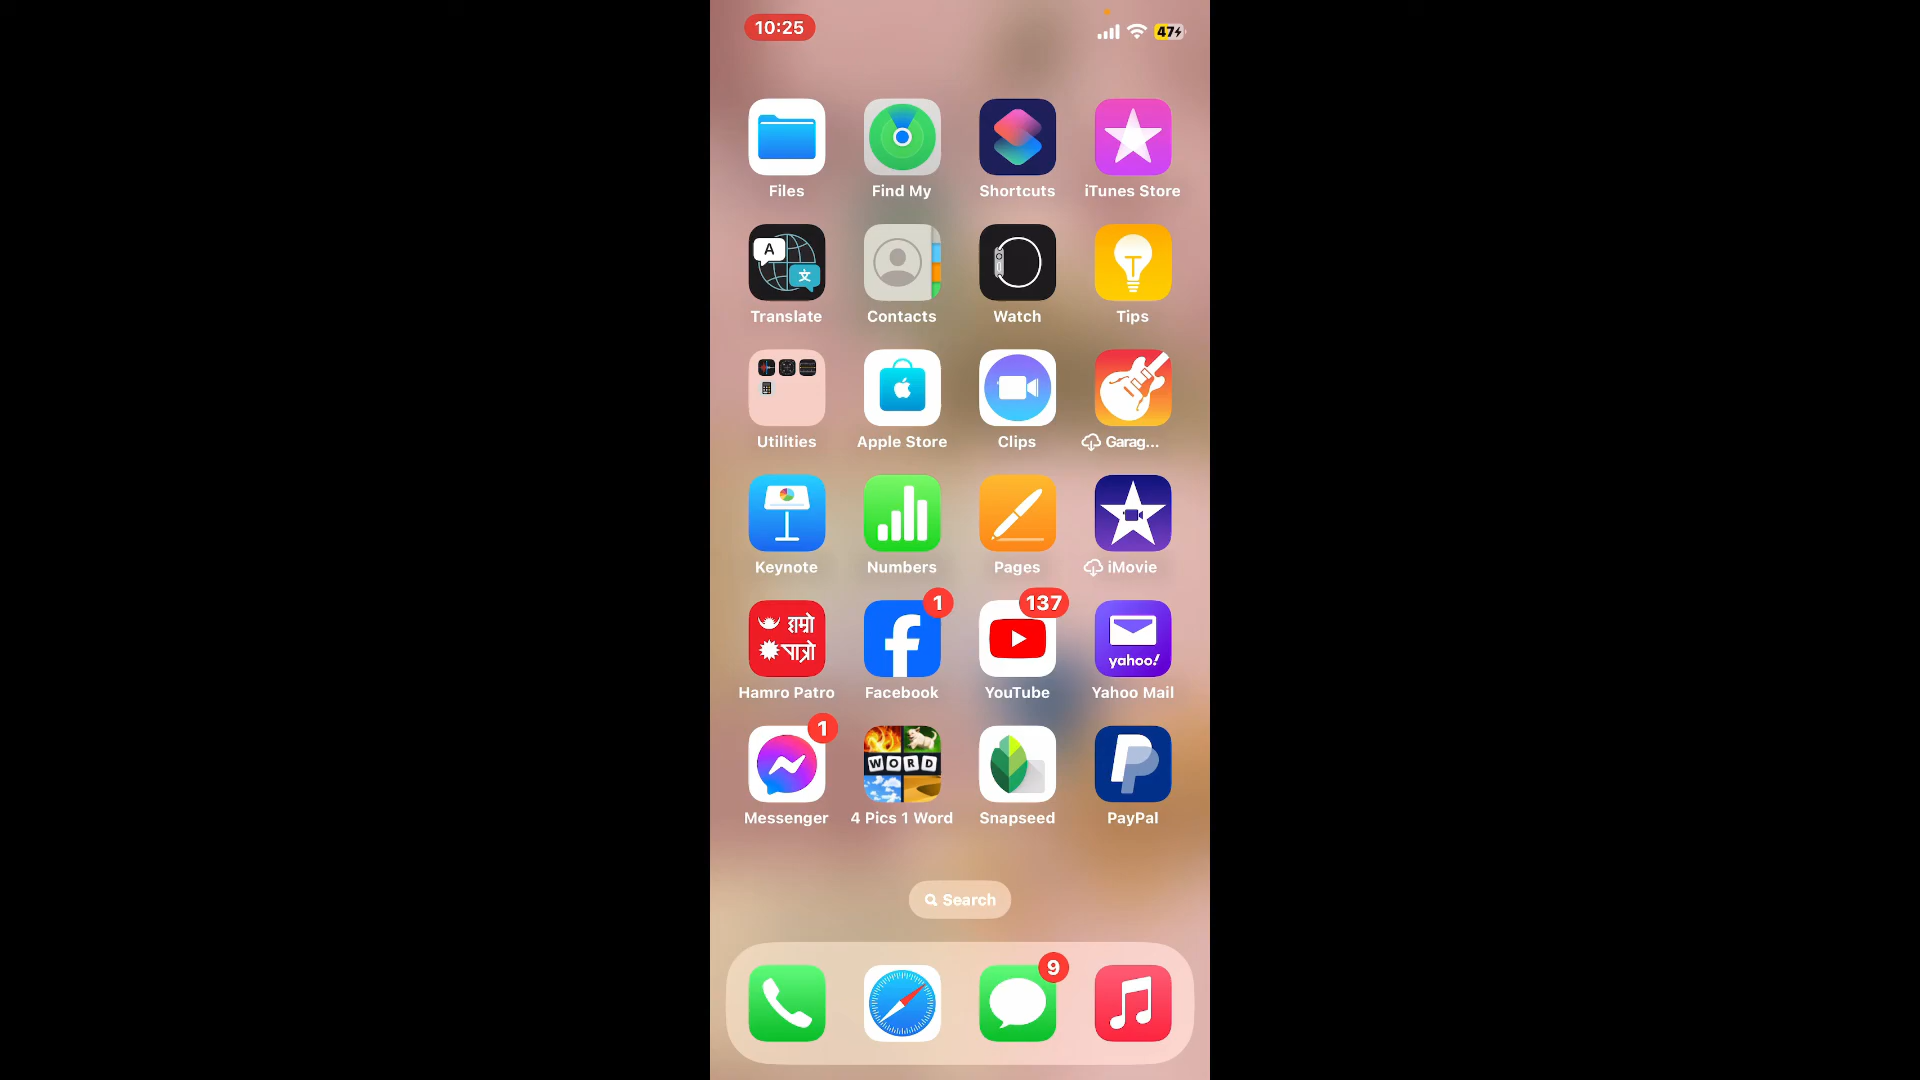 10:25
47
Files
Find My
Shortcuts
iTunes Store
A
文
Translate
Contacts
Watch
Tips
Utilities
Apple Store
Clips
Garag...
Keynote
Numbers
Pages
iMovie
हाम्रो
पात्रो
1
137
yahoo!
Hamro Patro
Facebook
YouTube
Yahoo Mail
1
WORD
Messenger
4 Pics 1 Word
Snapseed
PayPal
Search
9